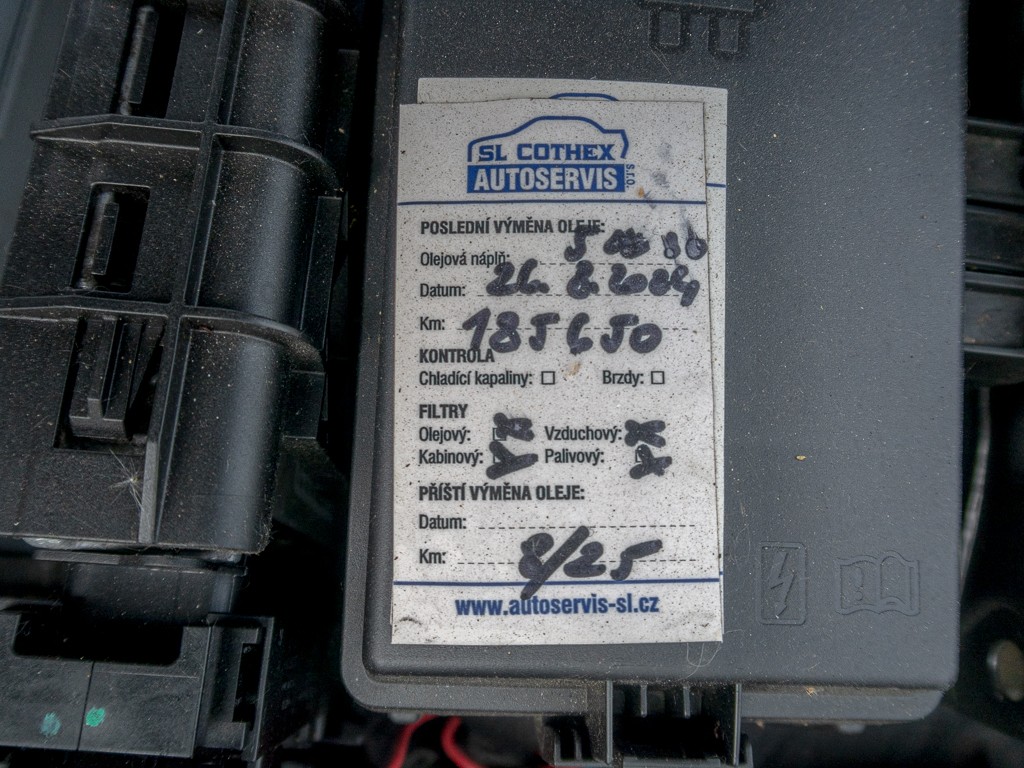 SL COTHEX
AUTOSERVIS s.r.o.
POSLEDNÍ VÝMĚNA OLEJE:
Olejová náplň: 5
Datum: 26. 8. 2024
Km: 185650
KONTROLA
Chladící kapaliny: ☐ Brzdy: ☐
FILTRY
Olejový: Vzduchový:
Kabinový: Palivový:
PŘÍŠTÍ VÝMĚNA OLEJE:
Datum:
Km: 8/25
www.autoservis-sl.cz